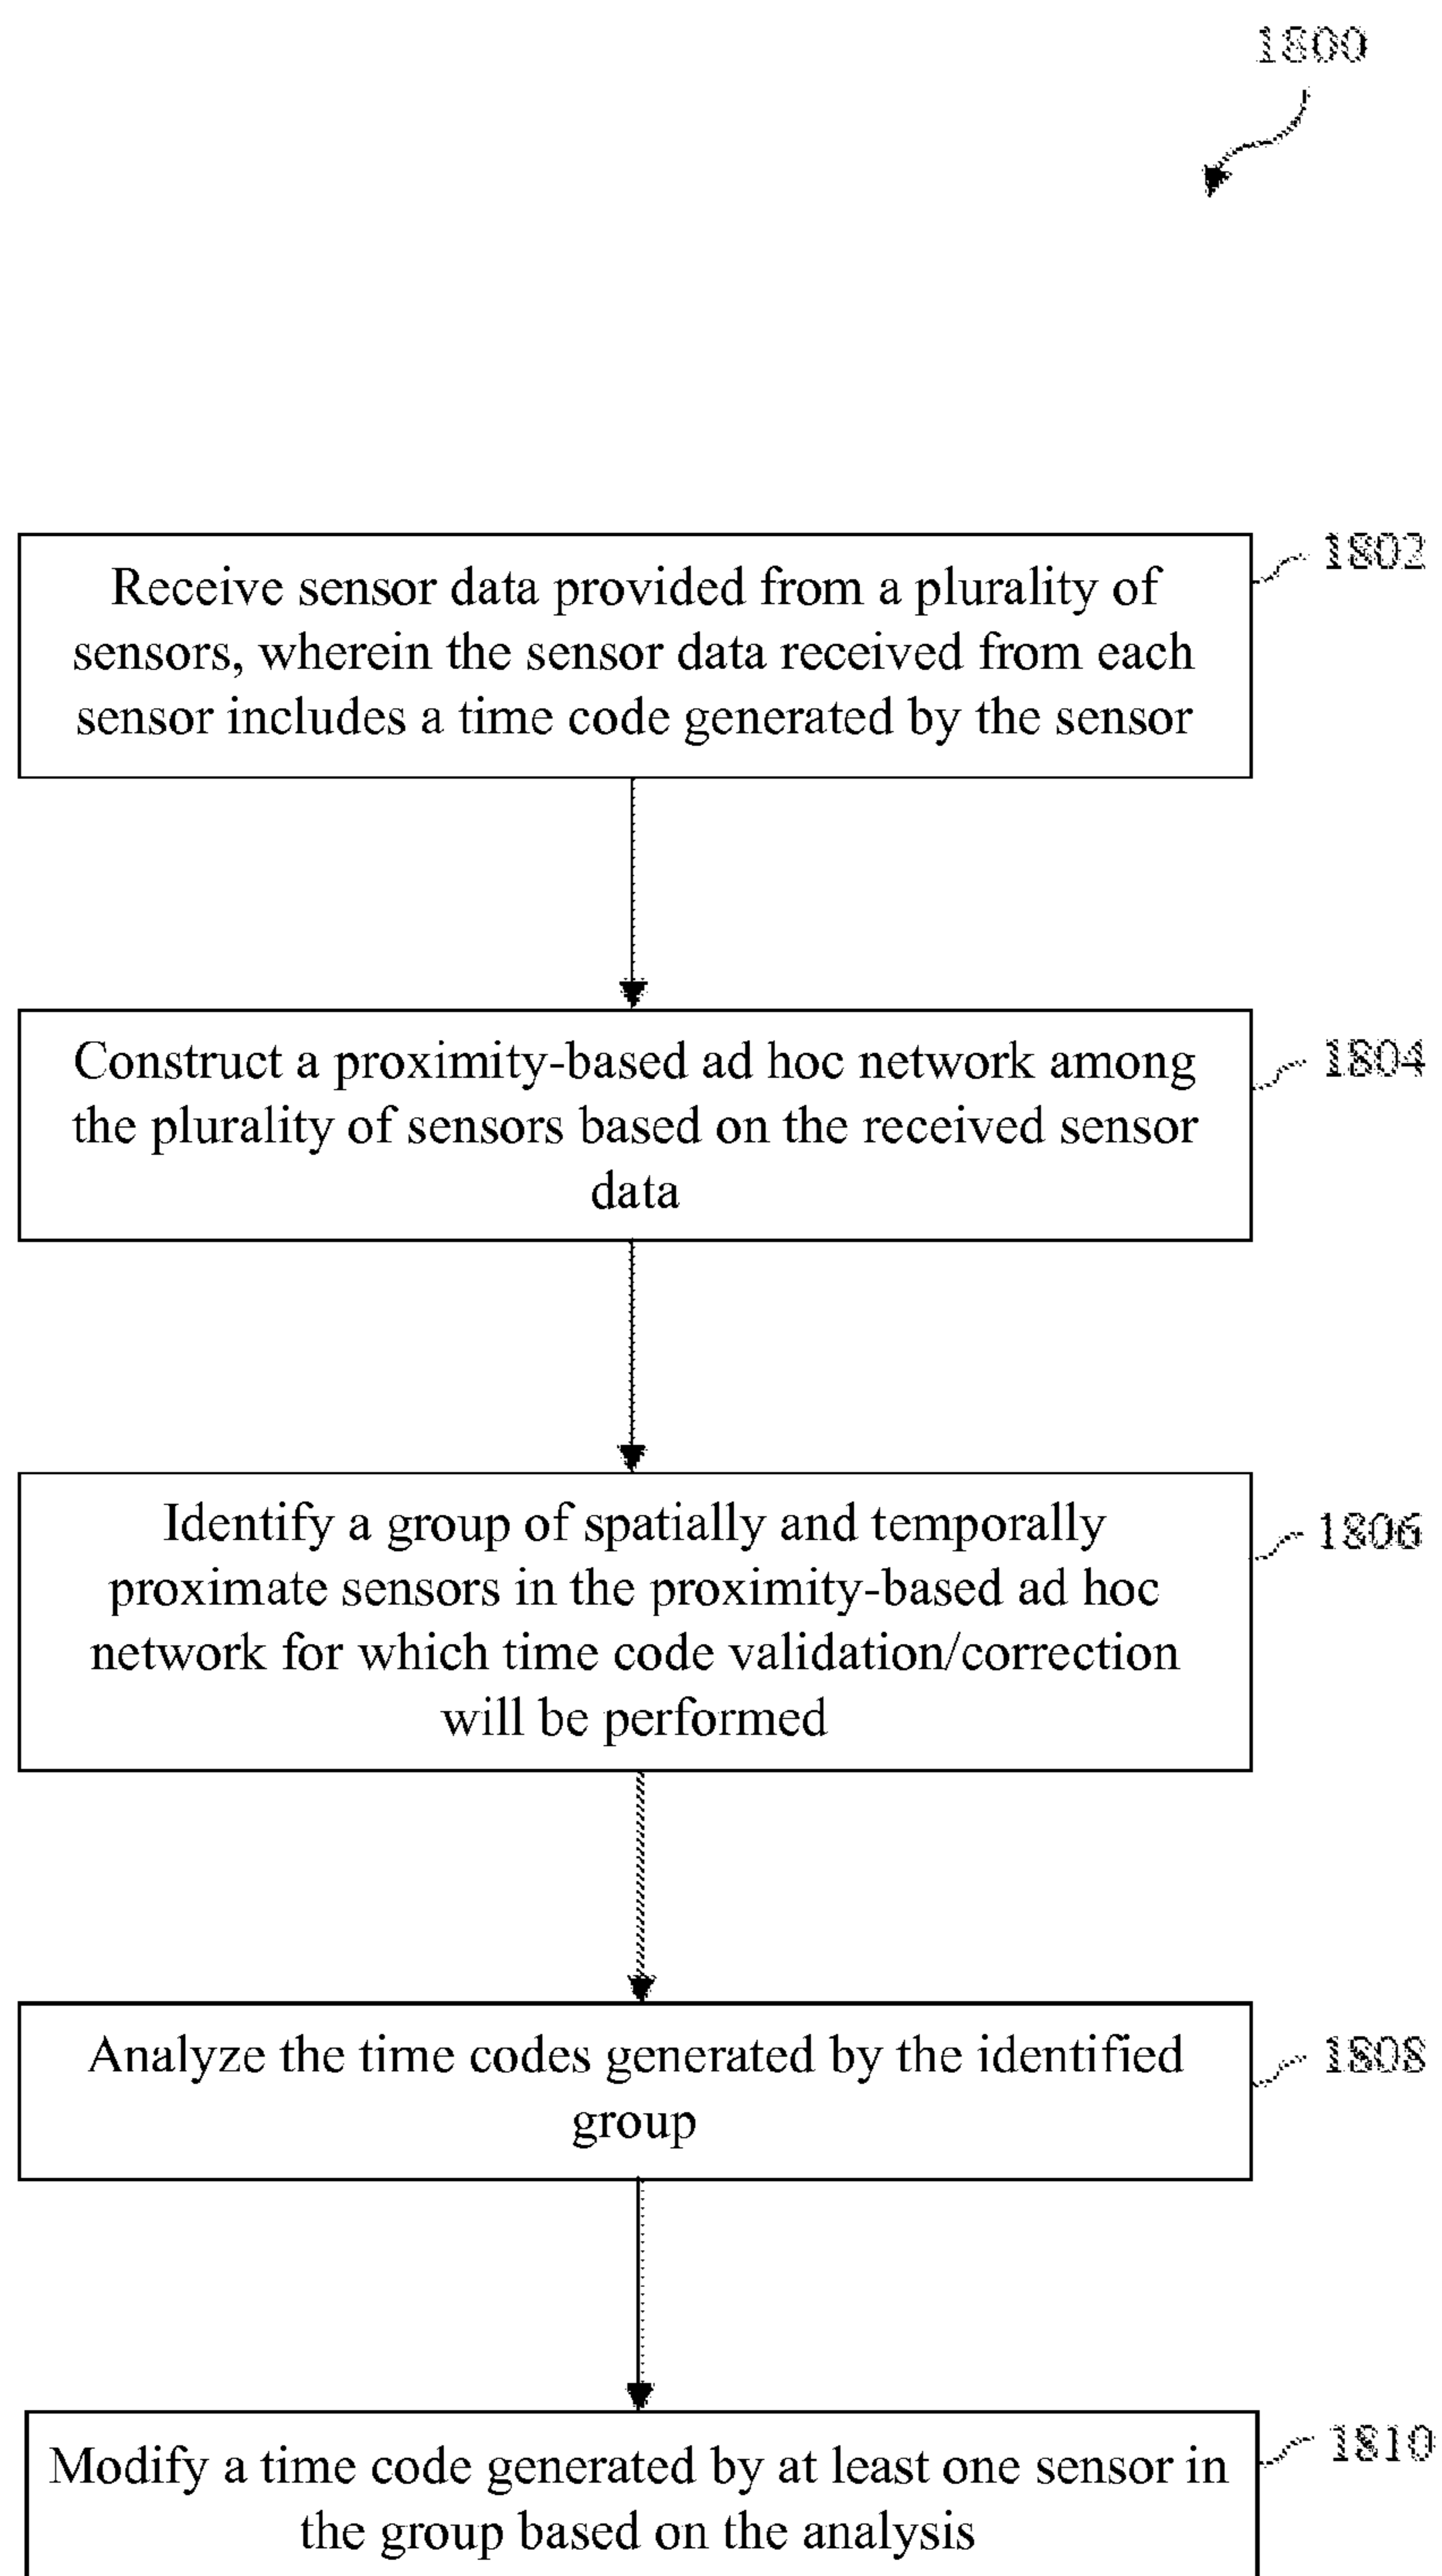 1800
Receive sensor data provided from a plurality of
sensors, wherein the sensor data received from each
sensor includes a time code generated by the sensor
1802
Construct a proximity-based ad hoc network among
the plurality of sensors based on the received sensor
data
1804
Identify a group of spatially and temporally
proximate sensors in the proximity-based ad hoc
network for which time code validation/correction
will be performed
1806
Analyze the time codes generated by the identified
group
1808
Modify a time code generated by at least one sensor in
the group based on the analysis
1810